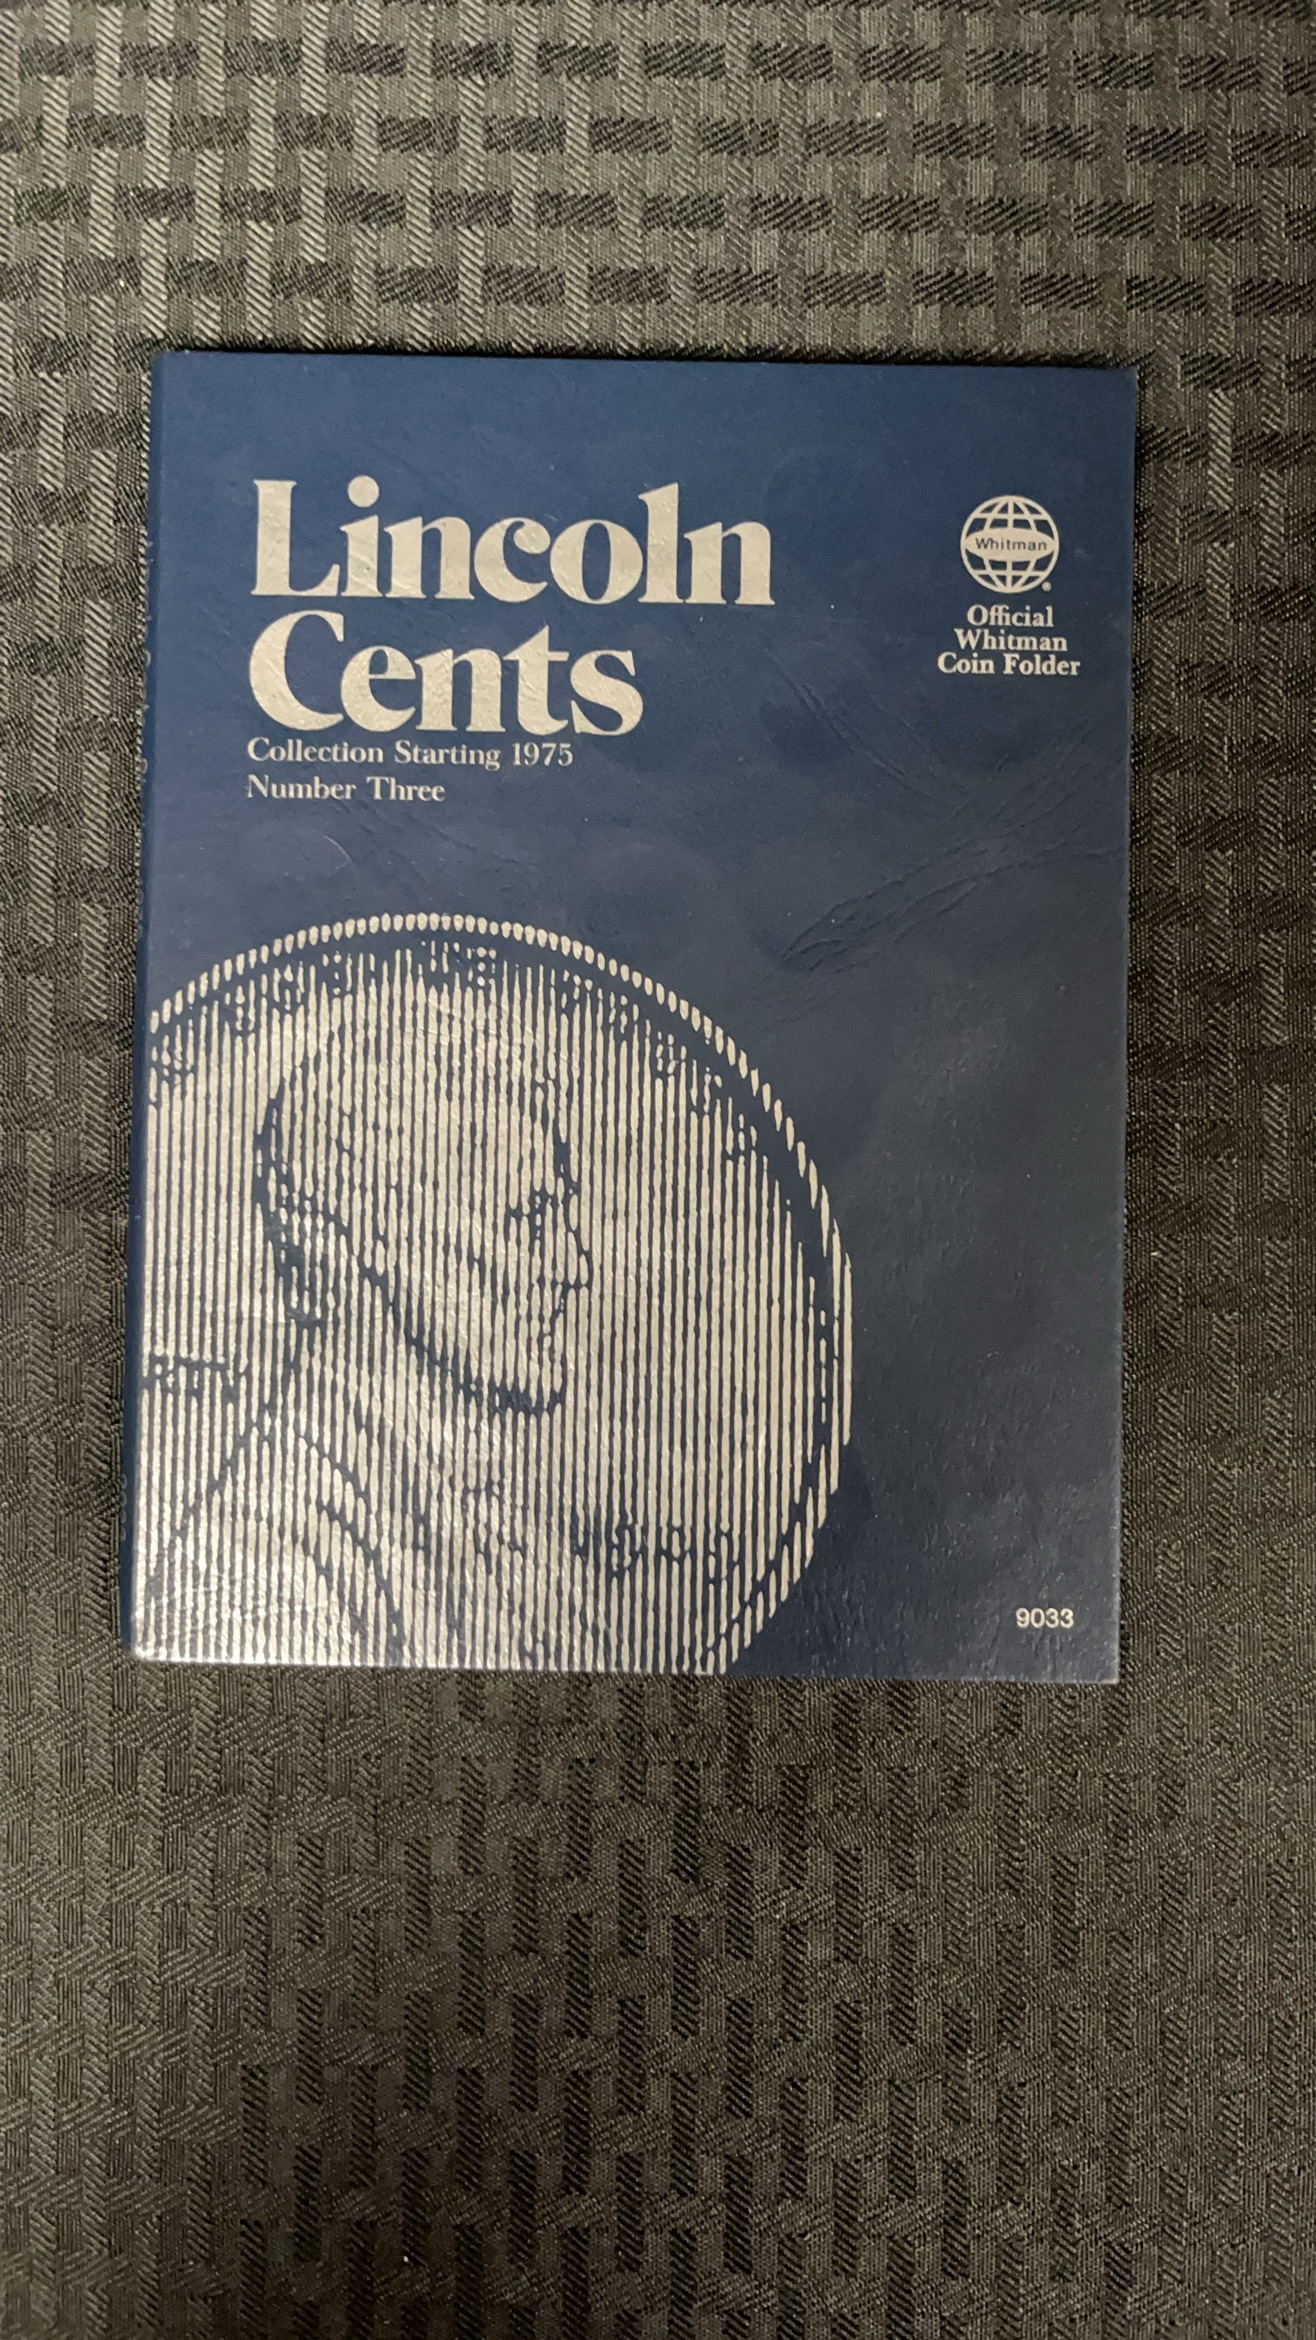 Lincoln
Cents
Collection Starting 1975
Number Three
Whitman
Official
Whitman
Coin Folder
9033